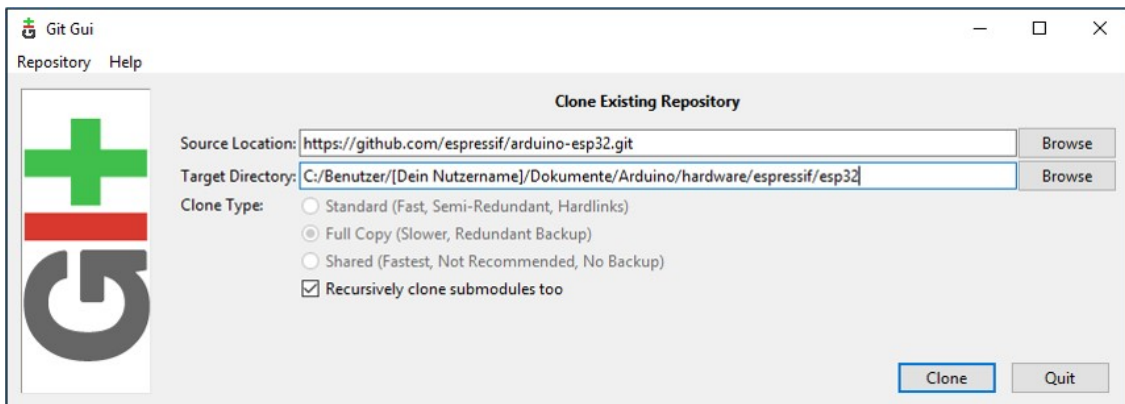 Git Gui
Repository Help
GIT
Clone Existing Repository
Source Location: https://github.com/espressif/arduino-esp32.git Browse
Target Directory: C:/Benutzer/[Dein Nutzername]/Dokumente/Arduino/hardware/espressif/esp32 Browse
Clone Type: Standard (Fast, Semi-Redundant, Hardlinks)
Full Copy (Slower, Redundant Backup)
Shared (Fastest, Not Recommended, No Backup)
Recursively clone submodules too
Clone Quit